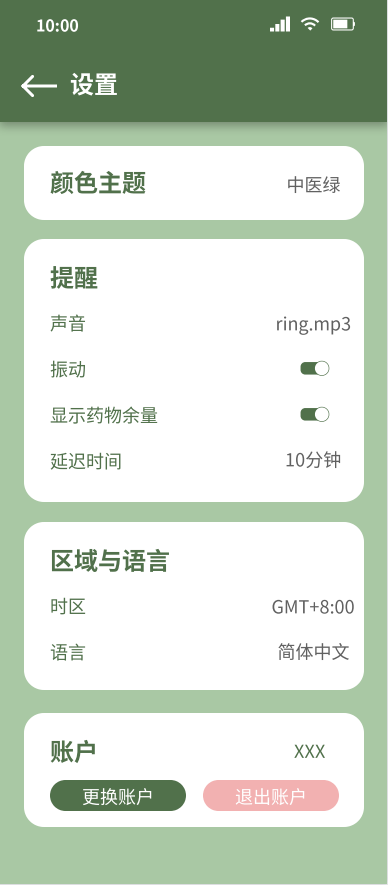 10:00
设置
颜色主题 中医绿
提醒
声音 ring.mp3
振动
显示药物余量
延迟时间 10分钟
区域与语言
时区 GMT+8:00
语言 简体中文
账户 XXX
更换账户 退出账户